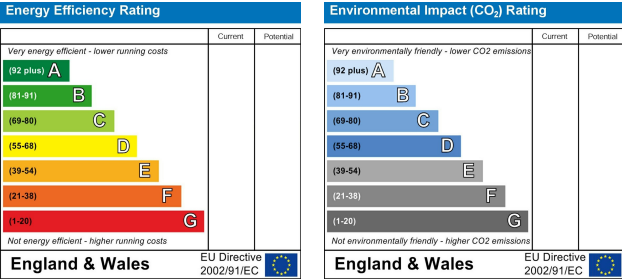 Energy Efficiency Rating
Current Potential
Very energy efficient - lower running costs
(92 plus) A
(81-91) B
(69-80) C
(55-68) D
(39-54) E
(21-38) F
(1-20) G
Not energy efficient - higher running costs
England & Wales
EU Directive
2002/91/EC
Environmental Impact (CO₂) Rating
Current Potential
Very environmentally friendly - lower CO2 emissions
(92 plus) A
(81-91) B
(69-80) C
(55-68) D
(39-54) E
(21-38) F
(1-20) G
Not environmentally friendly - higher CO2 emissions
England & Wales
EU Directive
2002/91/EC